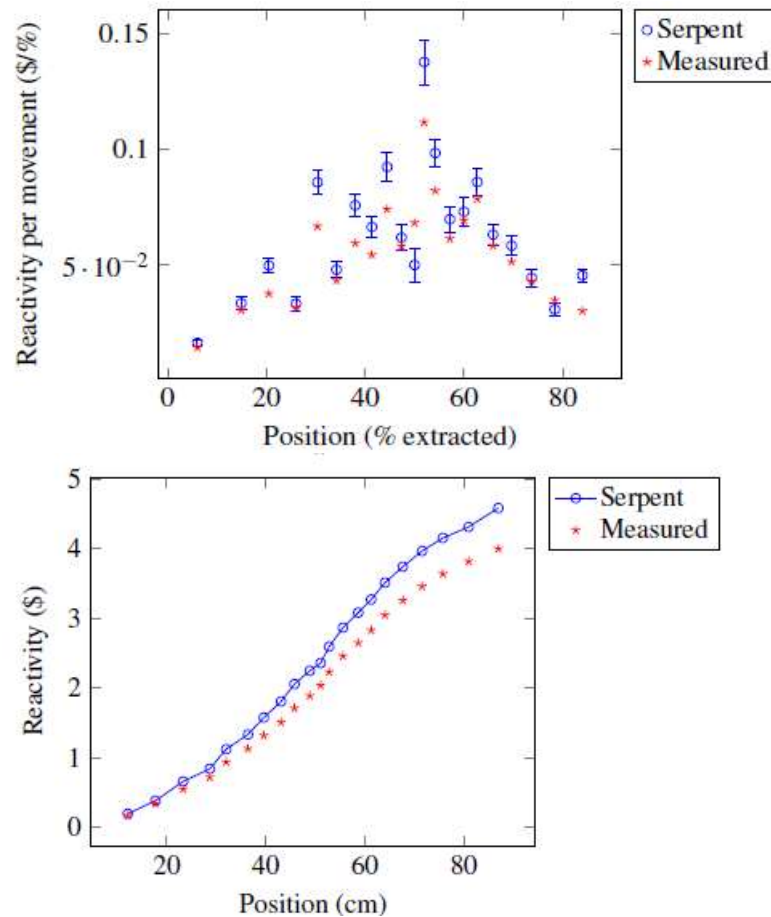 0.15
0.1
5·10⁻²
Reactivity per movement ($/%)
Serpent
Measured
0 20 40 60 80
Position (% extracted)
5
4
3
2
1
0
Reactivity ($)
Serpent
Measured
20 40 60 80
Position (cm)